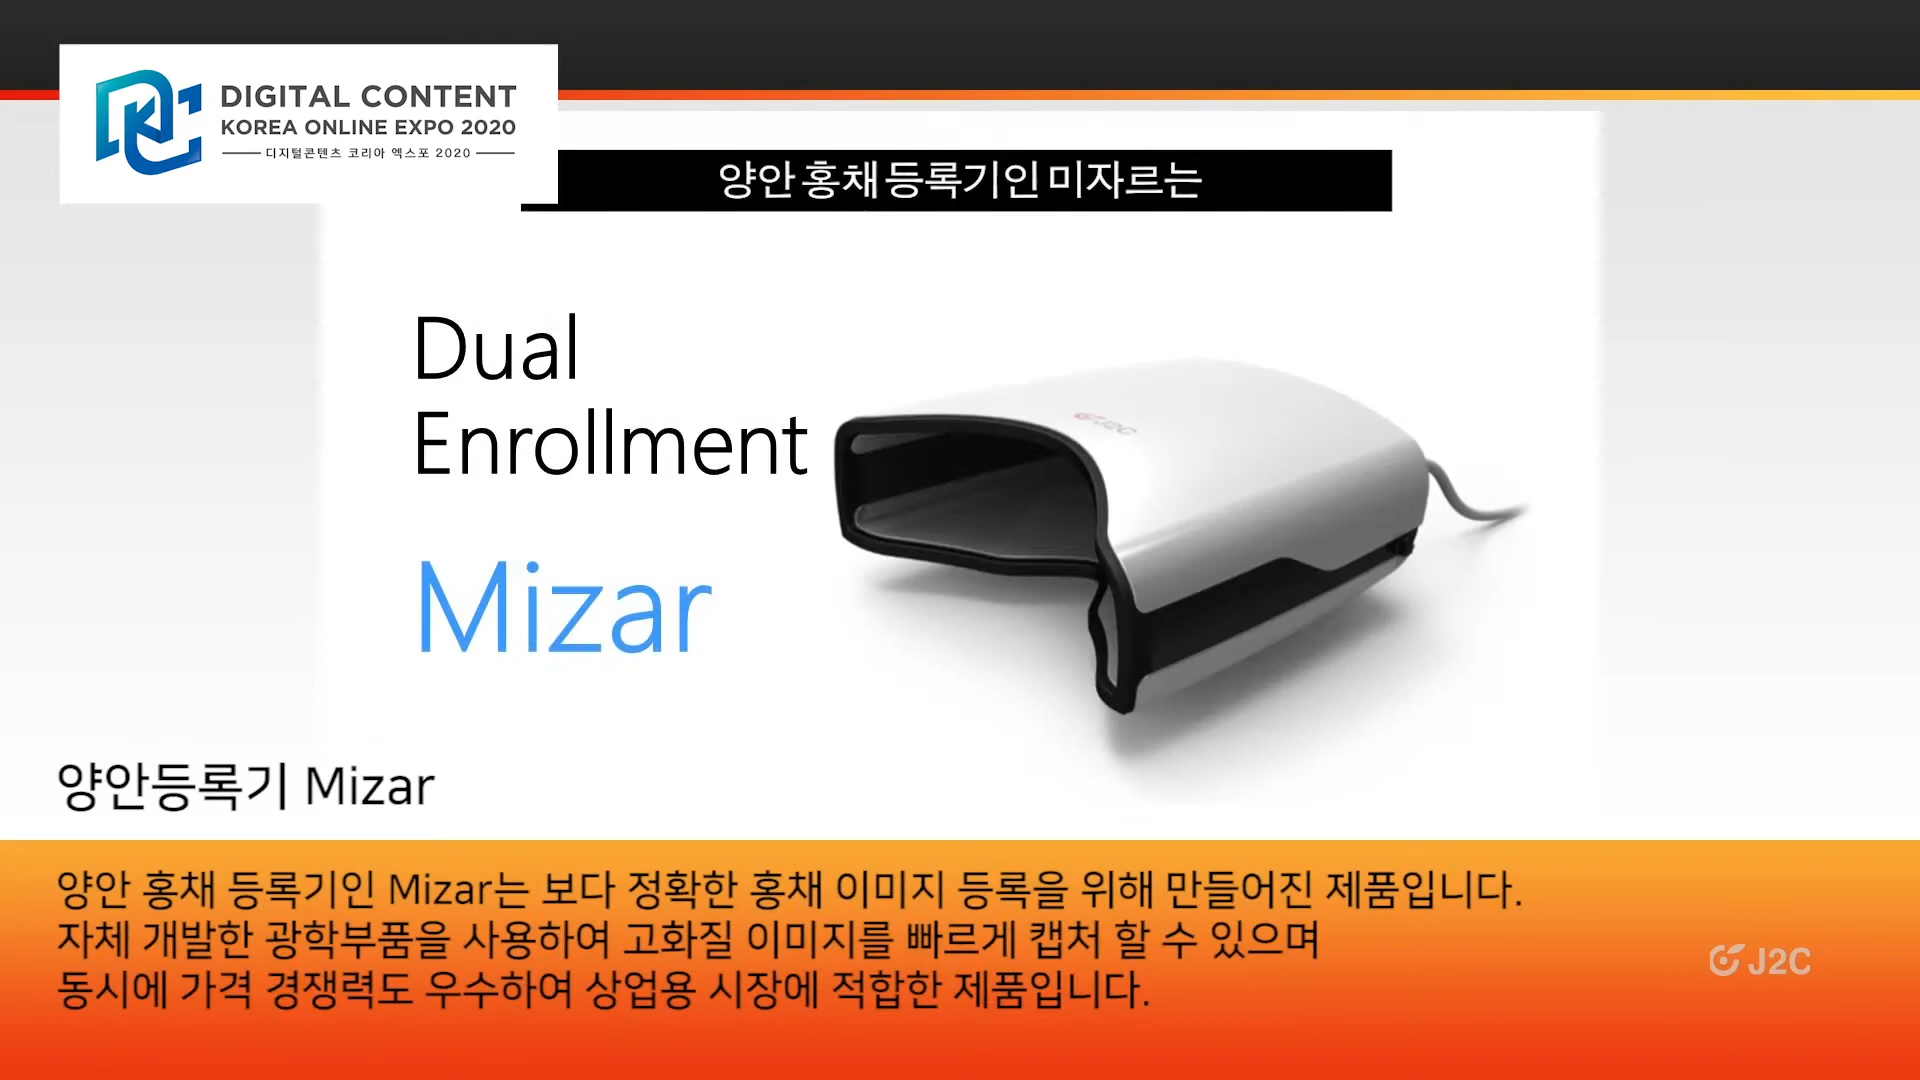 DIGITAL CONTENT
KOREA ONLINE EXPO 2020
디지털콘텐츠 코리아 엑스포 2020
양안 홍채 등록기인 미자르는
Dual
Enrollment
Mizar
J2C
양안등록기 Mizar
양안 홍채 등록기인 Mizar는 보다 정확한 홍채 이미지 등록을 위해 만들어진 제품입니다.
자체 개발한 광학부품을 사용하여 고화질 이미지를 빠르게 캡처 할 수 있으며
동시에 가격 경쟁력도 우수하여 상업용 시장에 적합한 제품입니다.
J2C